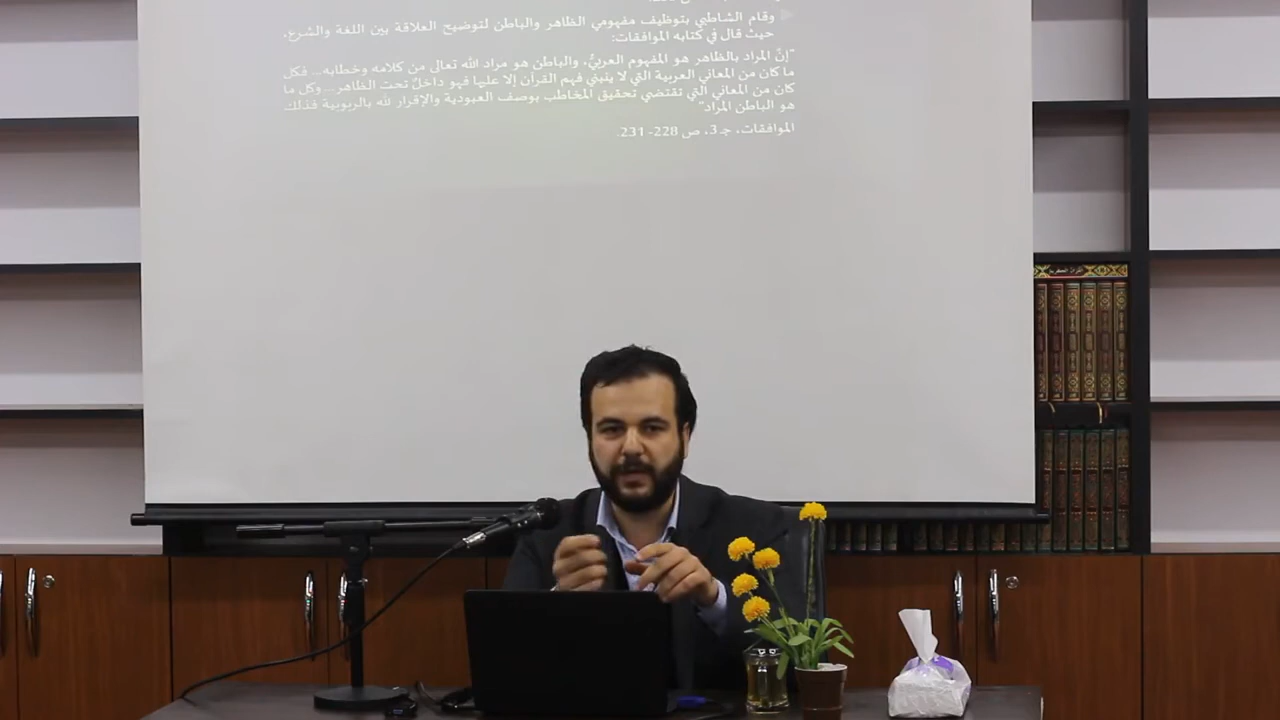 وقام الشاطبي بتوظيف مفهومي الظاهر والباطن لتوضيح العلاقة بين اللغة والشرع،
حيث قال في كتابه الموافقات:
"إنّ المراد بالظاهر هو المفهوم العربيُّ، والباطن هو مراد الله تعالى من كلامه وخطابه... فكل
ما كان من المعاني العربية التي لا ينبني فهم القرآن إلا عليها فهو داخلٌ تحت الظاهر... وكل ما
كان من المعاني التي تقتضي تحقيق المخاطب بوصف العبودية والإقرار لله بالربوبية فذلك
هو الباطن المراد"
الموافقات، جـ 3، ص 228- 231.
القرآن الكريم